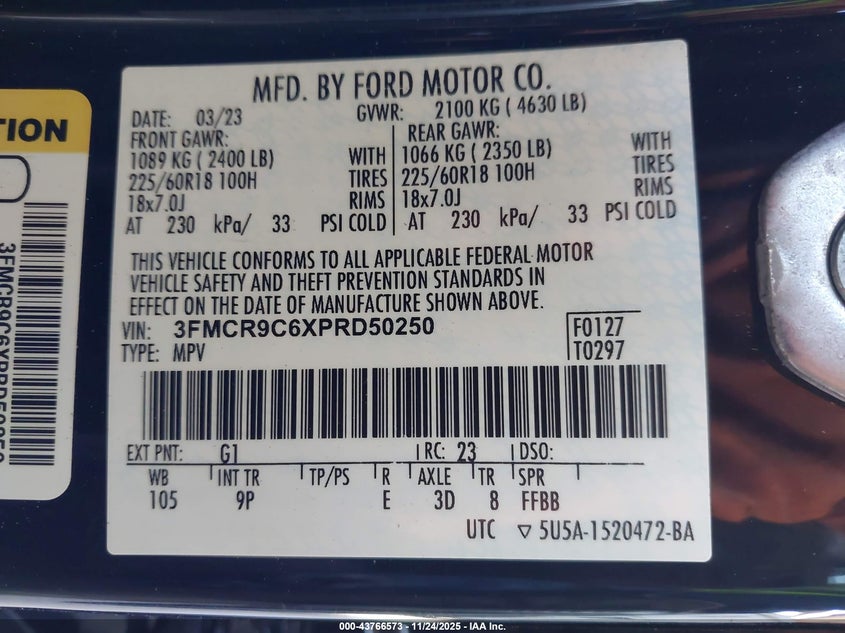 MFD. BY FORD MOTOR CO.
DATE: 03/23 GVWR: 2100 KG ( 4630 LB)
FRONT GAWR: REAR GAWR:
1089 KG ( 2400 LB) WITH 1066 KG ( 2350 LB) WITH
225/60R18 100H TIRES 225/60R18 100H TIRES
18x7.0J RIMS 18x7.0J RIMS
AT 230 kPa/ 33 PSI COLD AT 230 kPa/ 33 PSI COLD
THIS VEHICLE CONFORMS TO ALL APPLICABLE FEDERAL MOTOR
VEHICLE SAFETY AND THEFT PREVENTION STANDARDS IN
EFFECT ON THE DATE OF MANUFACTURE SHOWN ABOVE.
VIN: 3FMCR9C6XPRD50250 F0127
TYPE: MPV T0297
EXT PNT: G1 RC: 23 DSO:
WB INT TR TP/PS R AXLE TR SPR
105 9P E 3D 8 FFBB
UTC ▽ 5U5A-1520472-BA
TION
3FMCR9C6XPRD50250
000-43766573 - 11/24/2025 - IAA Inc.